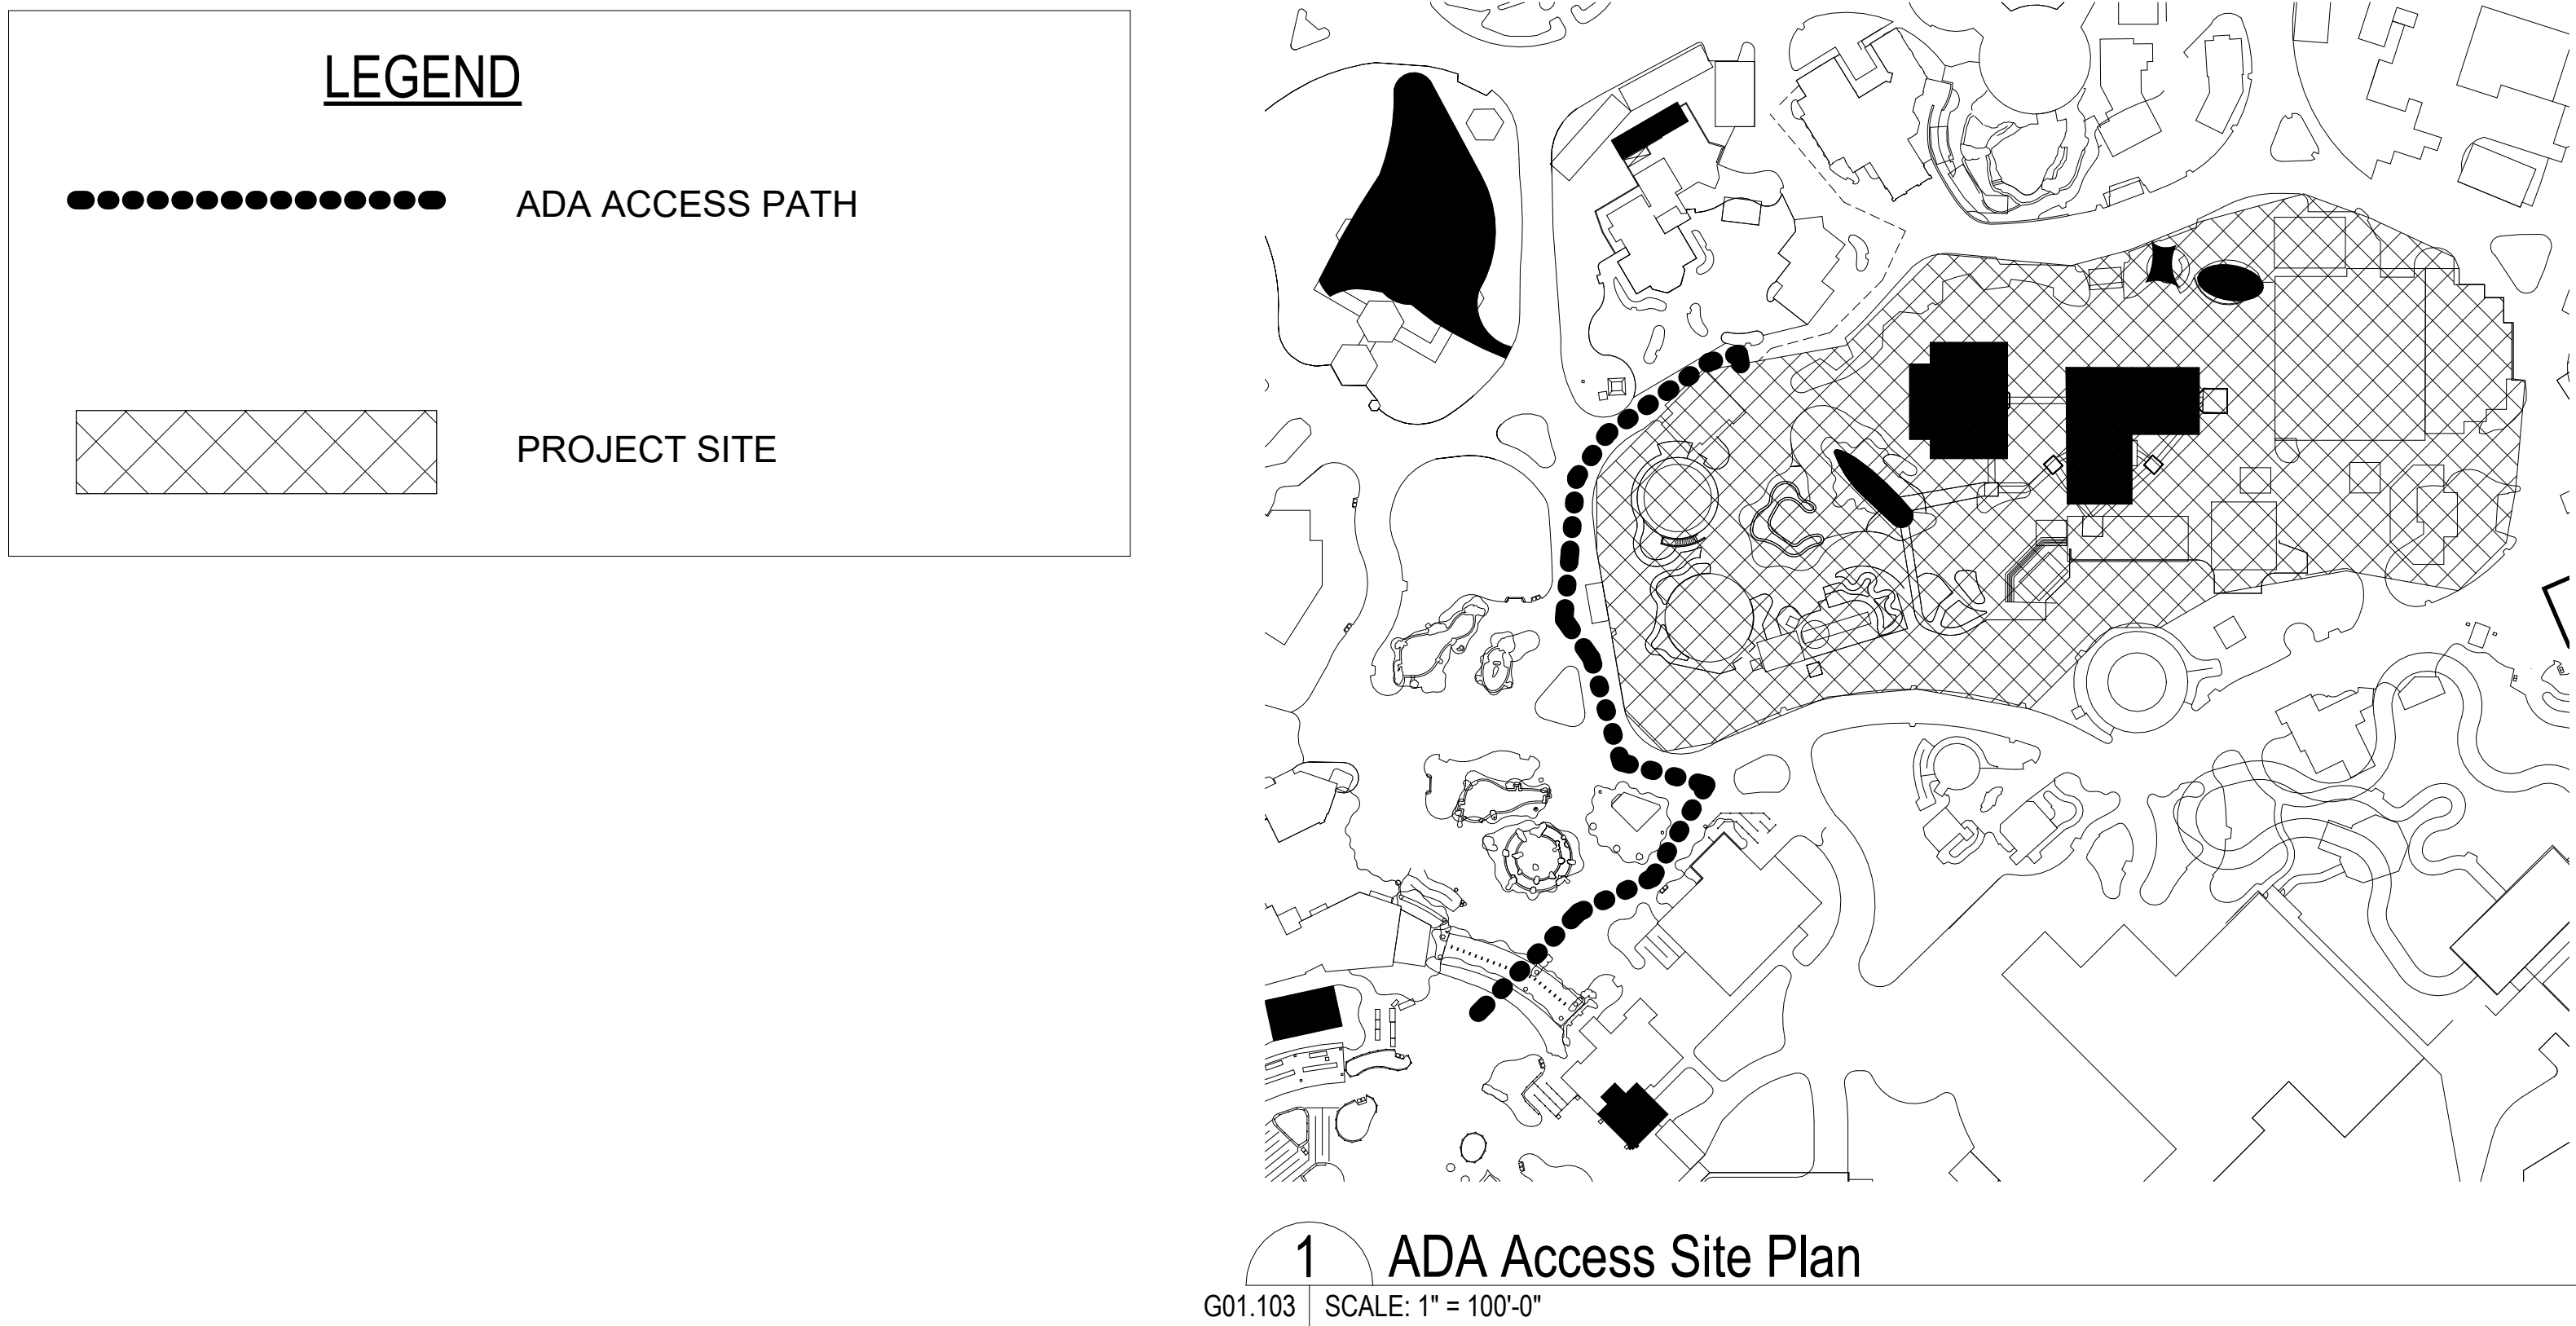 LEGEND
ADA ACCESS PATH
PROJECT SITE
1 ADA Access Site Plan
G01.103 SCALE: 1" = 100'-0"